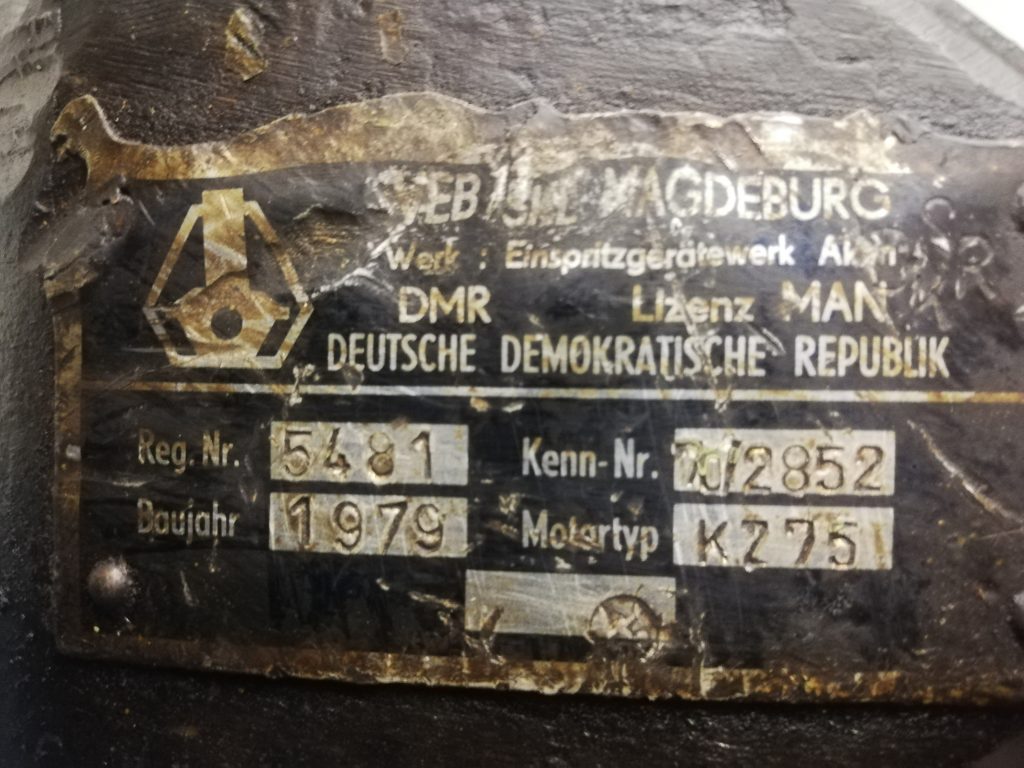 MAGDEBURG
Werk : Einspritzgerätewerk
DMR Lizenz MAN
DEUTSCHE DEMOKRATISCHE REPUBLIK
Reg. Nr. 5481 Kenn-Nr. /2852
Baujahr 1979 Motortyp KZ75